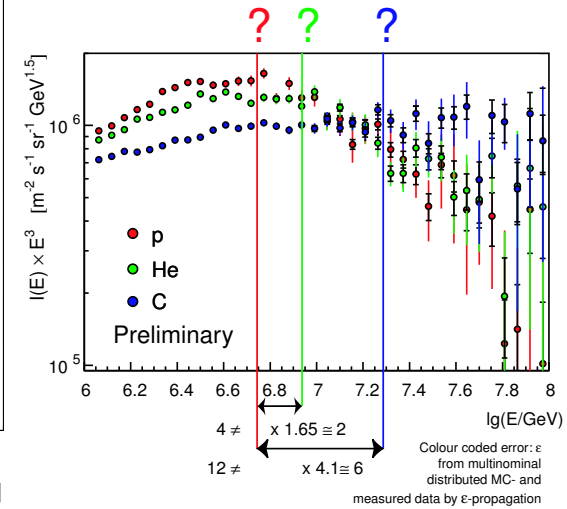 ? ? ?
I(E) × E³ [m⁻² s⁻¹ sr⁻¹ GeV¹·⁵]
10⁶
p
He
C
Preliminary
10⁵
6 6.2 6.4 6.6 6.8 7 7.2 7.4 7.6 7.8 8
lg(E/GeV)
4 ≠ x 1.65 ≅ 2
12 ≠ x 4.1≅ 6
Colour coded error: ε
from multinominal
distributed MC- and
measured data by ε-propagation